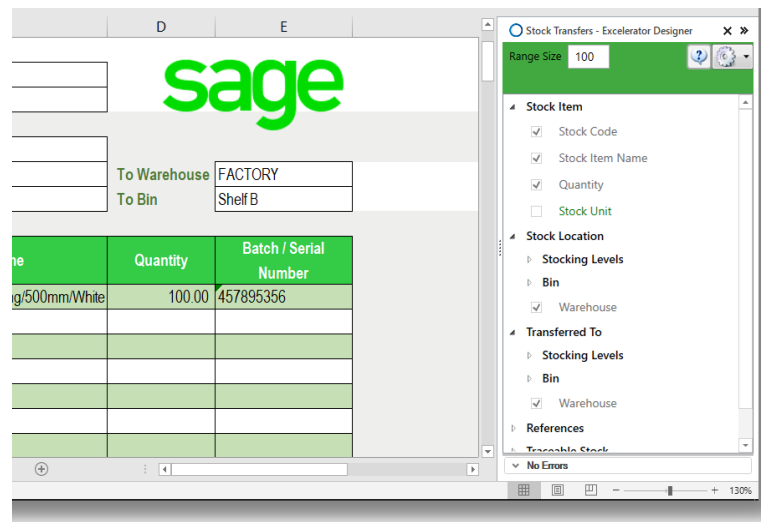 D E
sage
To Warehouse FACTORY
To Bin Shelf B
Quantity Batch / Serial Number
g/500mm/White 100.00 457895356
Stock Transfers - Excelerator Designer
Range Size 100
Stock Item
Stock Code
Stock Item Name
Quantity
Stock Unit
Stock Location
Stocking Levels
Bin
Warehouse
Transferred To
Stocking Levels
Bin
Warehouse
References
Traceable Stock
No Errors
130%